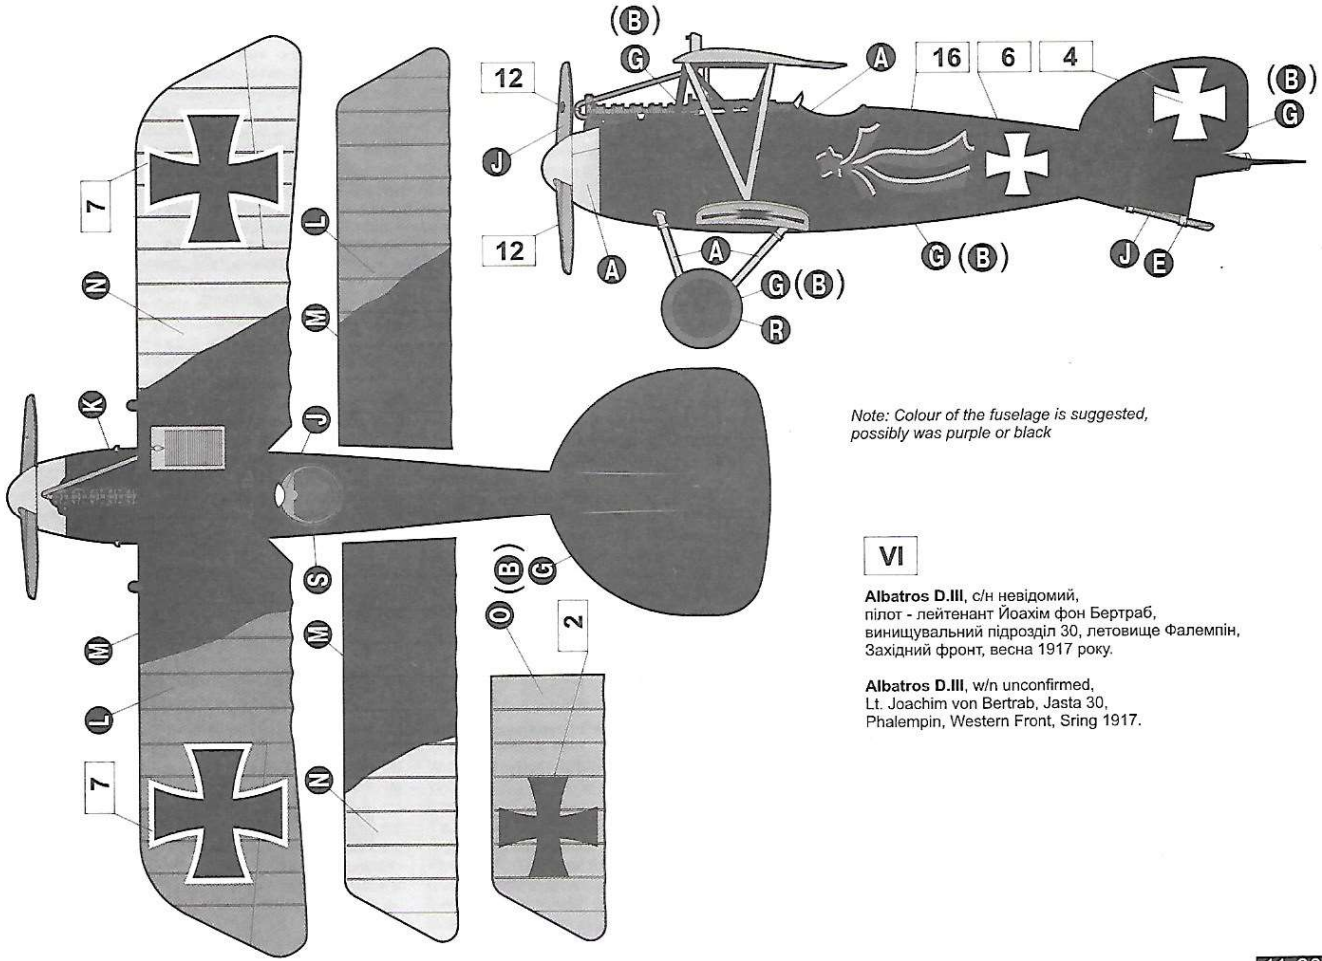 (B)
G
A
16
6
4
12
(B)
G
J
7
L
12
A
A
G (B)
G (B)
J
E
R
N
M
K
J
Note: Colour of the fuselage is suggested,
possibly was purple or black
VI
Albatros D.III, с/н невідомий,
пілот - лейтенант Йоахім фон Бертраб,
винищувальний підрозділ 30, летовище Фалемпін,
Західний фронт, весна 1917 року.
Albatros D.III, w/n unconfirmed,
Lt. Joachim von Bertrab, Jasta 30,
Phalempin, Western Front, Sring 1917.
S
(B)
G
O
M
2
M
L
7
N